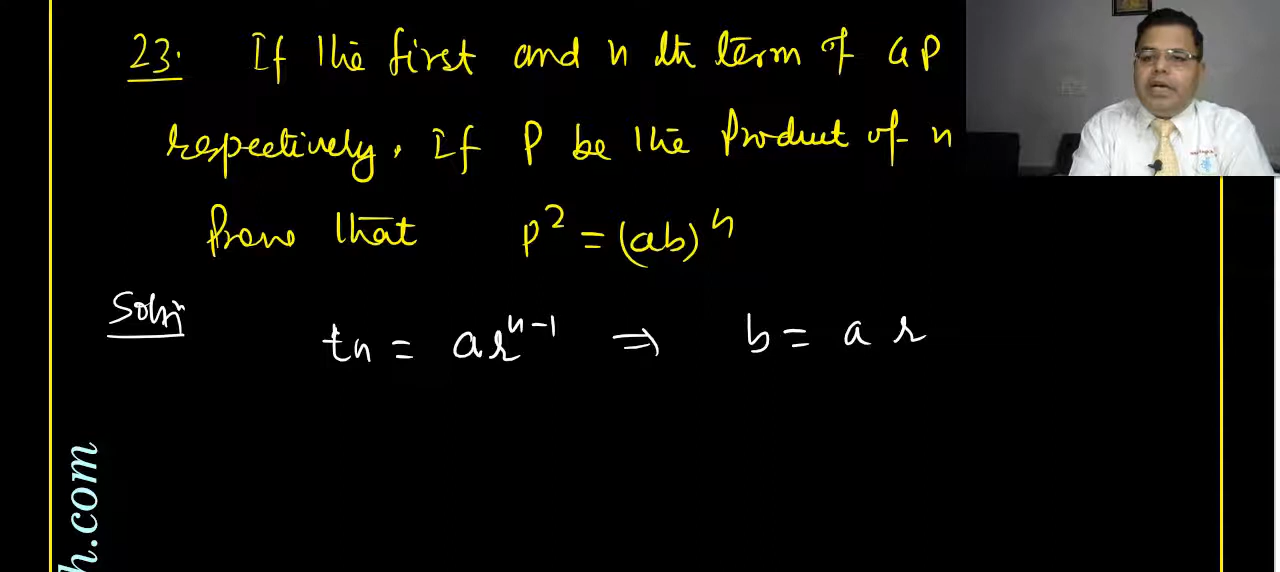 23. If the first and n th term of GP
respectively. If P be the Product of n
Prove that P² = (ab)ⁿ
Solⁿ tn = arⁿ⁻¹ ⇒ b = a r
h.com